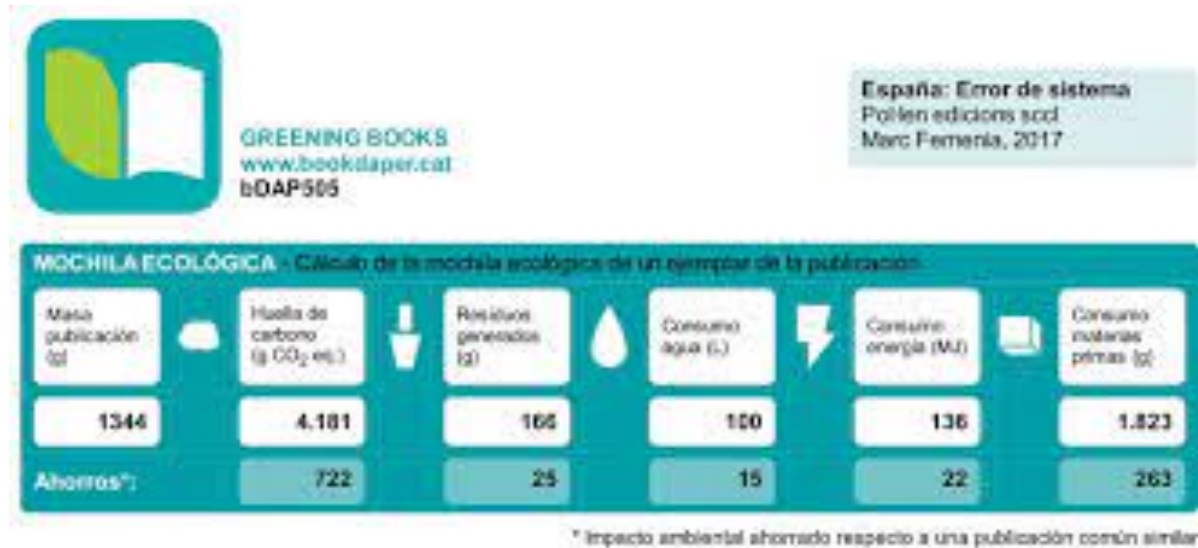 GREENING BOOKS
www.bookdaper.cat
bDAP505
España: Error de sistema
Pol·len edicions sccl
Marc Femenia, 2017
MOCHILA ECOLÓGICA - Cálculo de la mochila ecológica de un ejemplar de la publicación
Masa
publicación
(g)
Huella de
carbono
(g CO₂ eq.)
Residuos
generados
(g)
Consumo
agua (L)
Consumo
energía (MJ)
Consumo
materias
primas (g)
1344
4.181
166
100
136
1.823
Ahorros*:
722
25
15
22
263
* Impacto ambiental ahorrado respecto a una publicación común similar